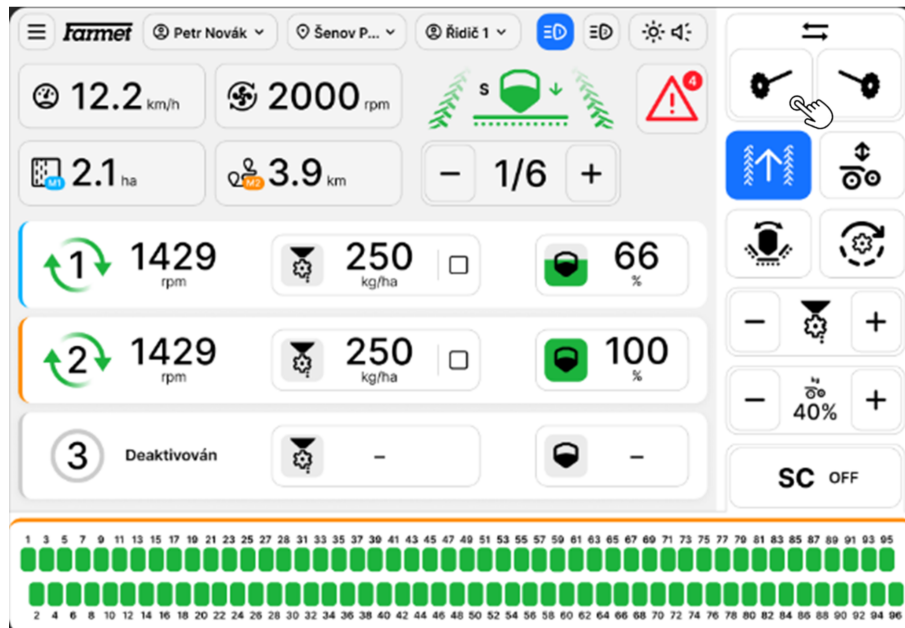 Farmet Petr Novák Šenov P... Řidič 1
12.2 km/h 2000 rpm S 4
2.1 ha M1 3.9 km M2 − 1/6 +
1 1429 rpm 250 kg/ha 66 %
2 1429 rpm 250 kg/ha 100 %
3 Deaktivován – –
− +
− kg 40% +
SC OFF
1 3 5 7 9 11 13 15 17 19 21 23 25 27 28 31 33 35 37 39 41 43 45 47 49 51 53 55 57 59 61 63 65 67 69 71 73 75 77 79 81 83 85 87 89 91 93 95
2 4 6 8 10 12 14 16 18 20 22 24 26 28 30 32 34 36 38 40 42 44 46 48 50 52 54 56 58 60 62 64 66 68 70 72 74 76 78 80 82 84 86 88 90 92 94 96